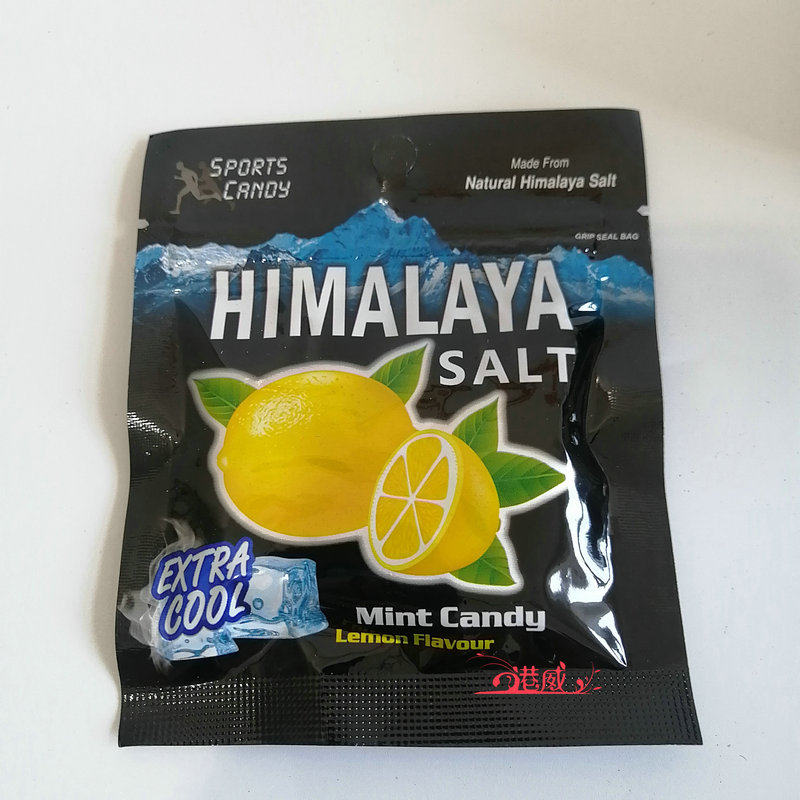 SPORTS
CANDY
Made From
Natural Himalaya Salt
GRIP SEAL BAG
HIMALAYA
SALT
EXTRA
COOL
Mint Candy
Lemon Flavour
港威